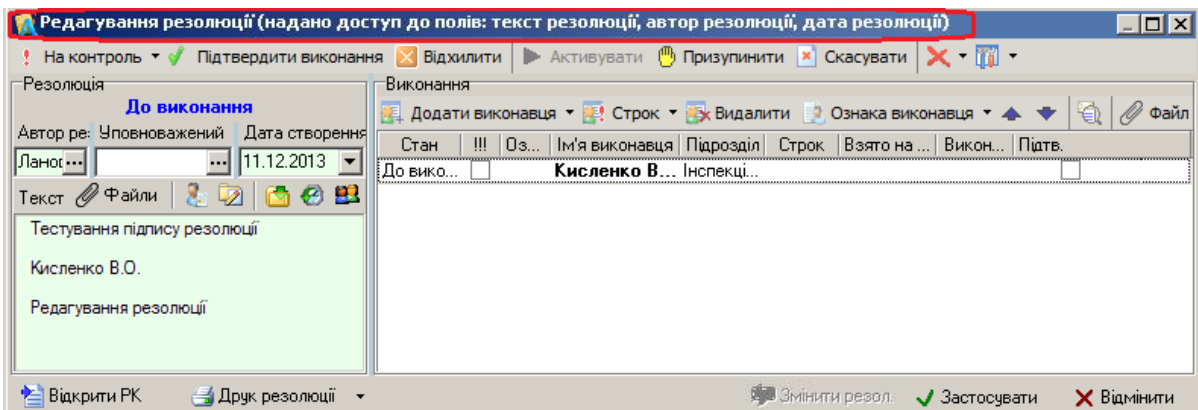 Редагування резолюції (надано доступ до полів: текст резолюції, автор резолюції, дата резолюції)
! На контроль Підтвердити виконання Відхилити Активувати Призупинити Скасувати
Резолюція Виконання
До виконання
Додати виконавця Строк Видалити Ознака виконавця Файл
Автор ре: Уповноважений Дата створення
Стан !!! Оз... Ім'я виконавця Підрозділ Строк Взято на ... Викон... Підтв.
Ланос ... ... 11.12.2013
До вико... Кисленко В... Інспекці...
Текст Файли
Тестування підпису резолюції
Кисленко В.О.
Редагування резолюції
Відкрити РК Друк резолюції Змінити резол. Застосувати Відмінити